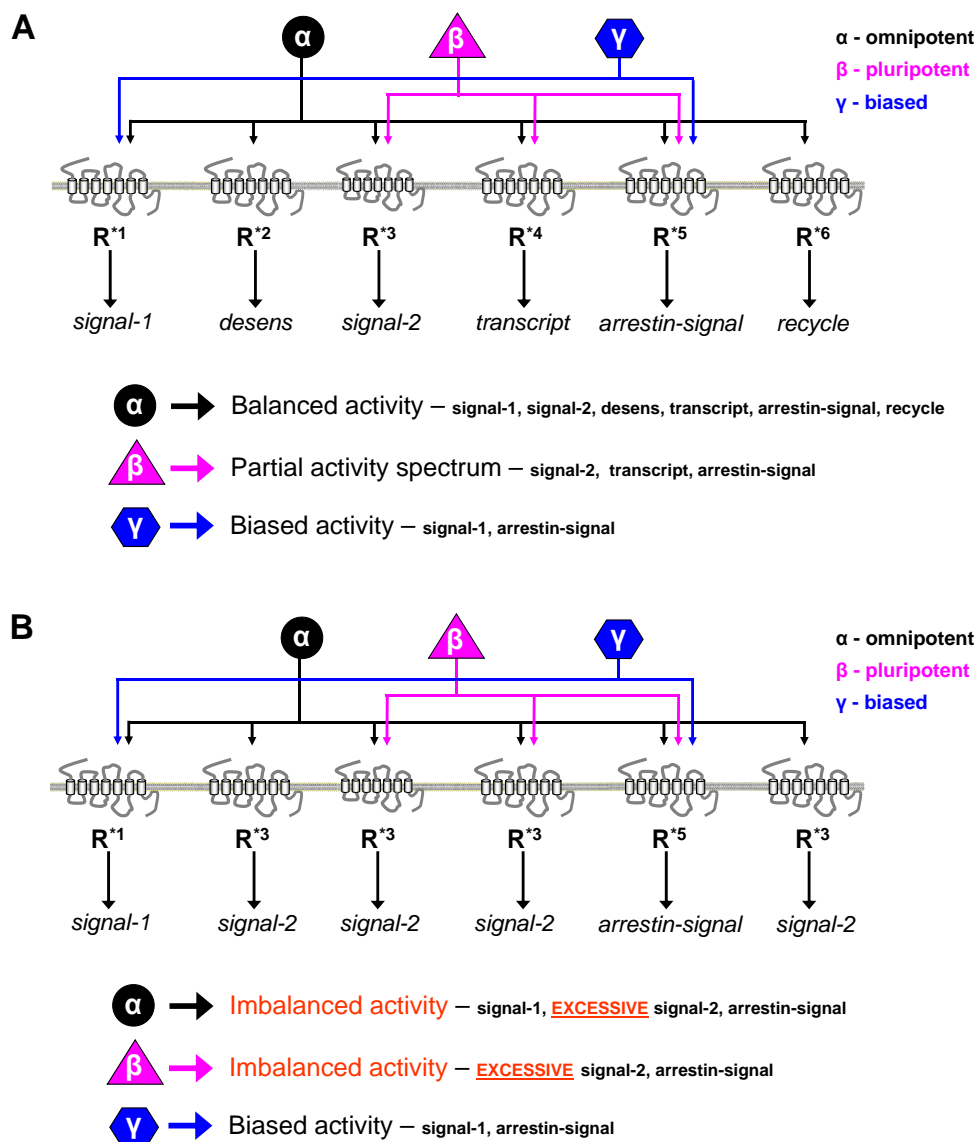 A
α
β
γ
α - omnipotent
β - pluripotent
γ - biased
R*1 R*2 R*3 R*4 R*5 R*6
signal-1 desens signal-2 transcript arrestin-signal recycle
α Balanced activity – signal-1, signal-2, desens, transcript, arrestin-signal, recycle
β Partial activity spectrum – signal-2, transcript, arrestin-signal
γ Biased activity – signal-1, arrestin-signal
B
α
β
γ
α - omnipotent
β - pluripotent
γ - biased
R*1 R*3 R*3 R*3 R*5 R*3
signal-1 signal-2 signal-2 signal-2 arrestin-signal signal-2
α Imbalanced activity – signal-1, EXCESSIVE signal-2, arrestin-signal
β Imbalanced activity – EXCESSIVE signal-2, arrestin-signal
γ Biased activity – signal-1, arrestin-signal